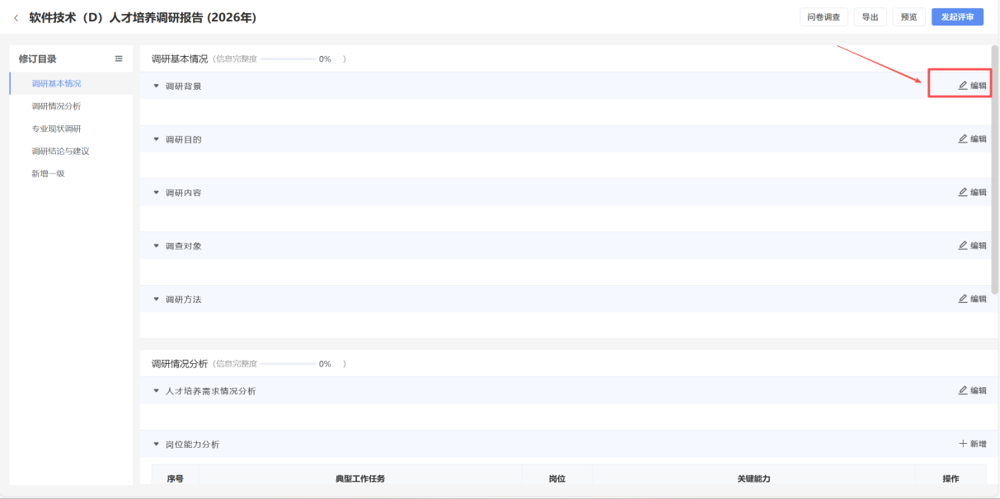 软件技术（D）人才培养调研报告 (2026年)
问卷调查 导出 预览 发起评审
修订目录
调研基本情况
调研情况分析
专业现状调研
调研结论与建议
新增一级
调研基本情况（信息完整度 0% ）
调研背景 编辑
调研目的 编辑
调研内容 编辑
调查对象 编辑
调研方法 编辑
调研情况分析（信息完整度 0% ）
人才培养需求情况分析 编辑
岗位能力分析 新增
序号 典型工作任务 岗位 关键能力 操作